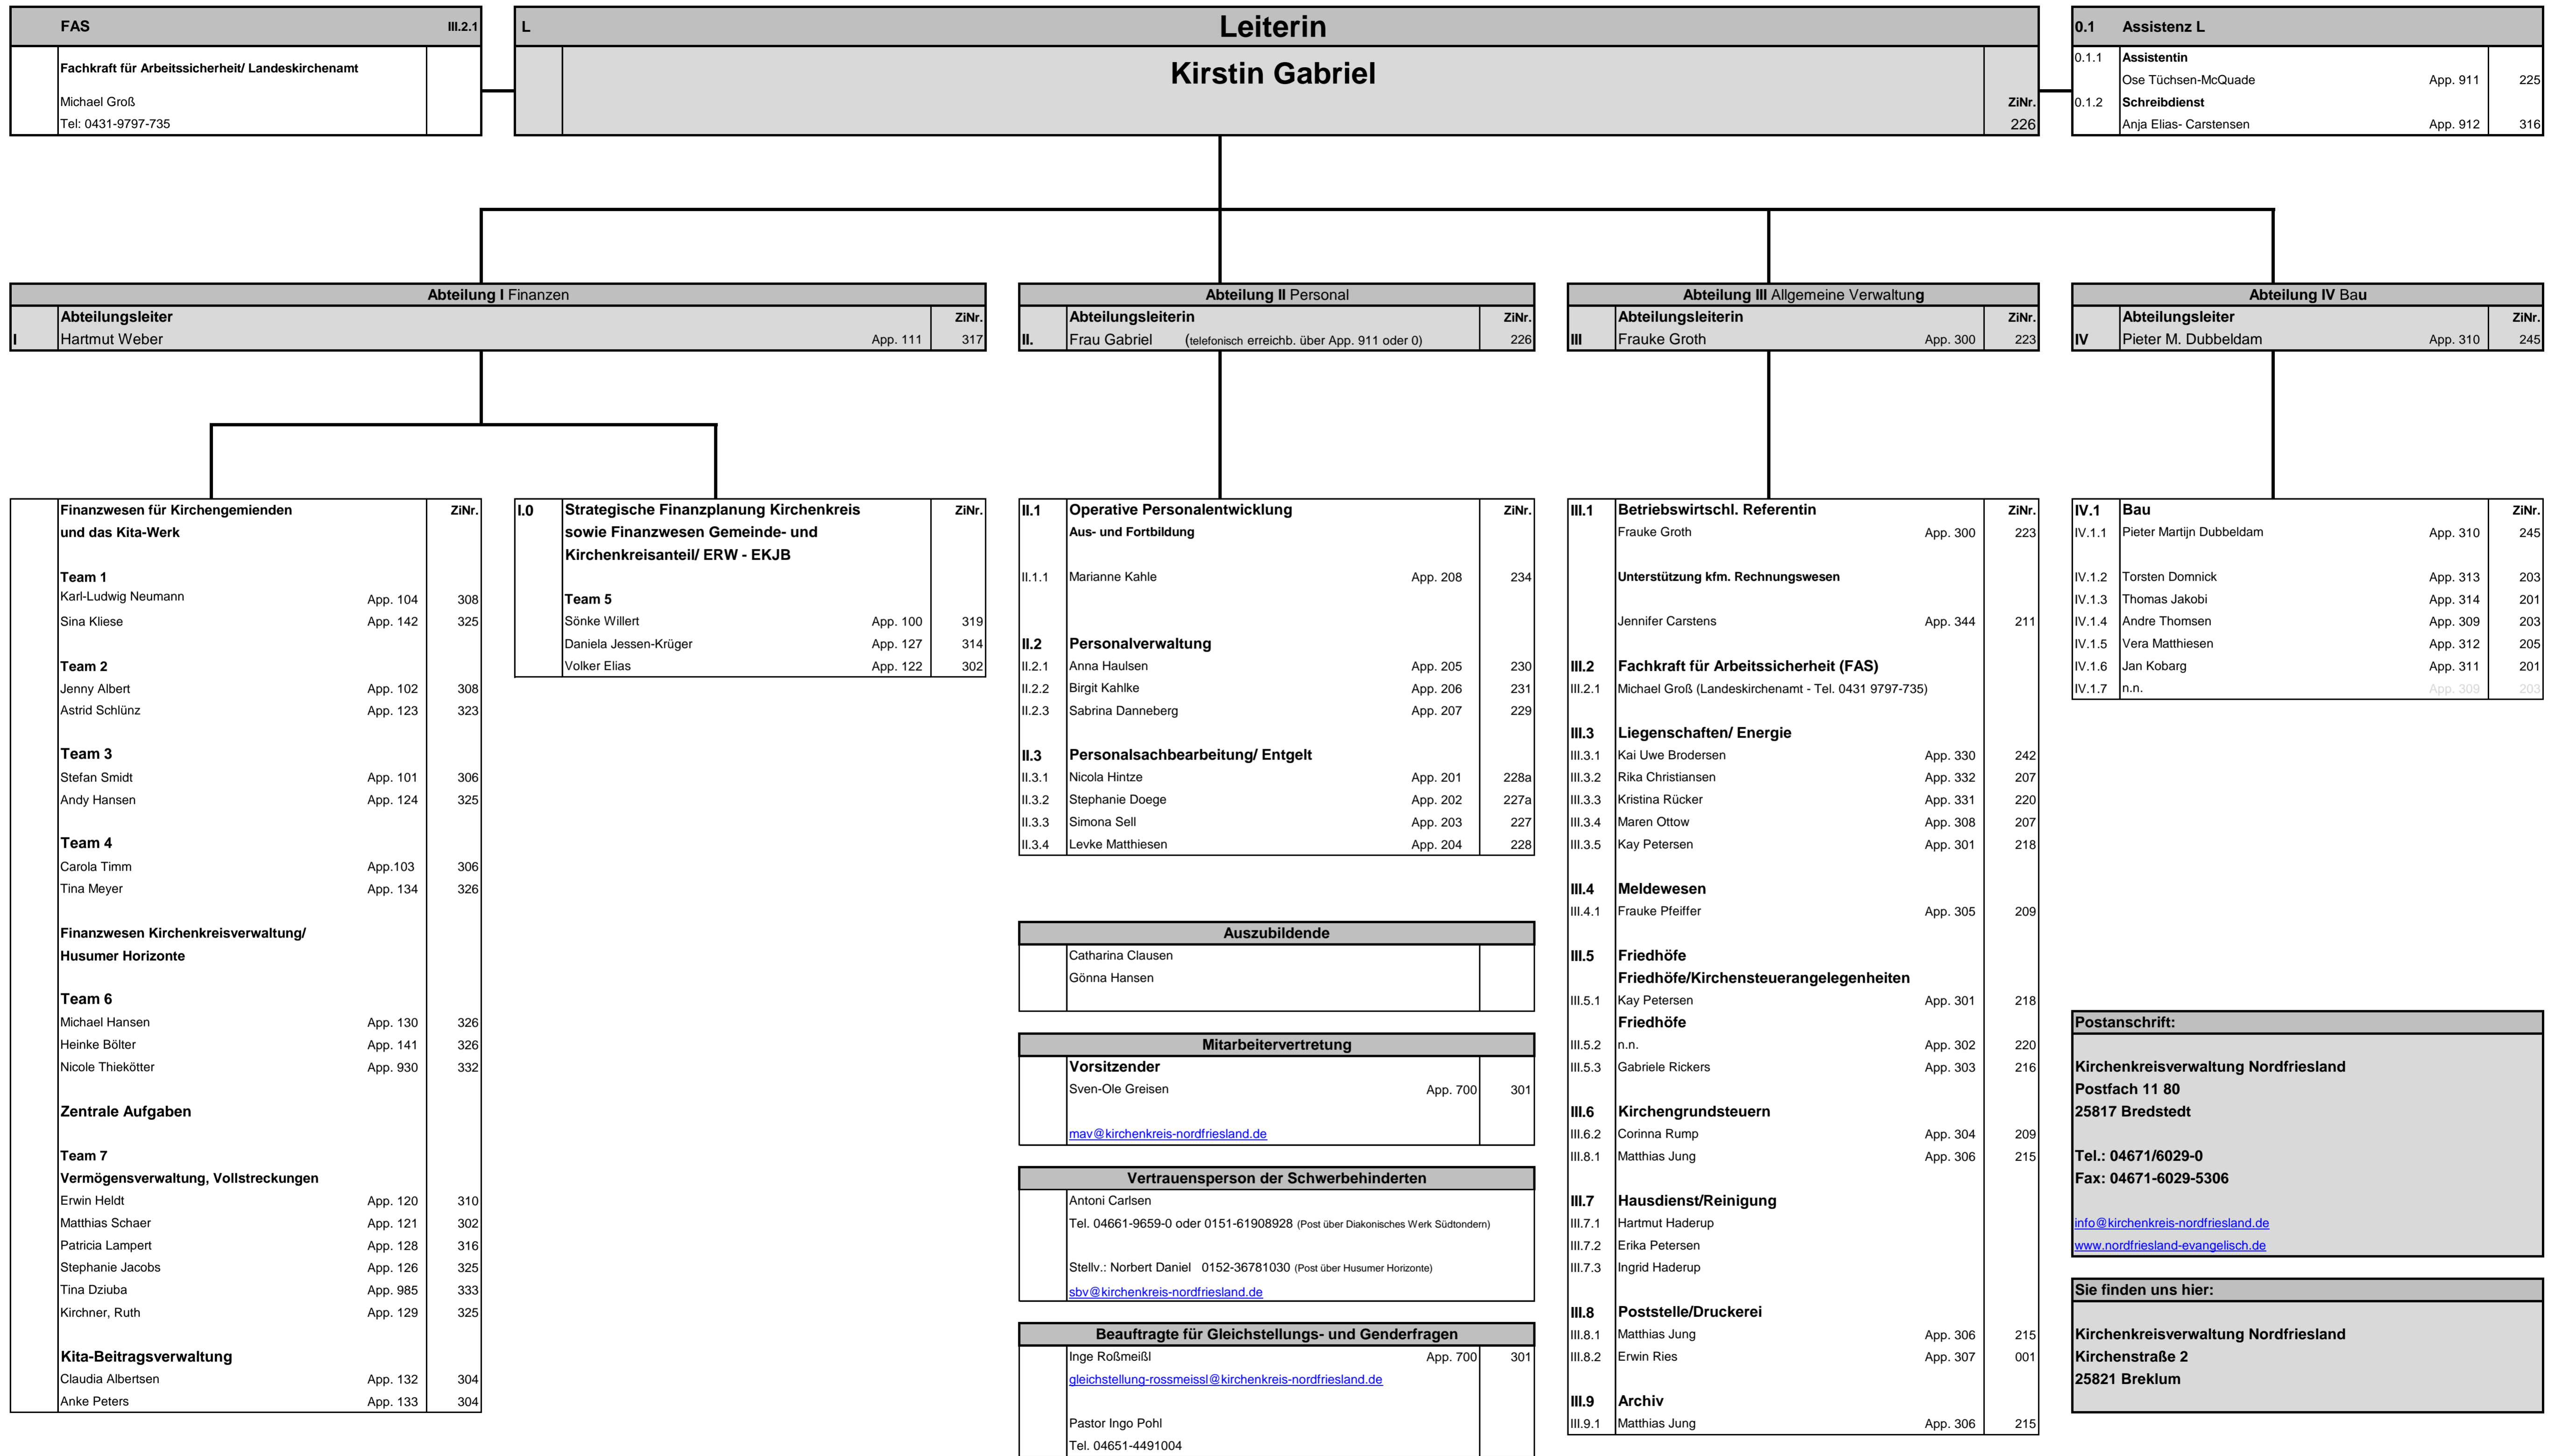 FAS III.2.1
Fachkraft für Arbeitssicherheit/ Landeskirchenamt
Michael Groß
Tel: 0431-9797-735
L Leiterin
Kirstin Gabriel
ZiNr.
226
0.1 Assistenz L
0.1.1 Assistentin
Ose Tüchsen-McQuade App. 911 225
0.1.2 Schreibdienst
Anja Elias- Carstensen App. 912 316
Abteilung I Finanzen
Abteilungsleiter ZiNr.
I Hartmut Weber App. 111 317
Abteilung II Personal
Abteilungsleiterin ZiNr.
II. Frau Gabriel (telefonisch erreichb. über App. 911 oder 0) 226
Abteilung III Allgemeine Verwaltung
Abteilungsleiterin ZiNr.
III Frauke Groth App. 300 223
Abteilung IV Bau
Abteilungsleiter ZiNr.
IV Pieter M. Dubbeldam App. 310 245
Finanzwesen für Kirchengemienden ZiNr.
und das Kita-Werk
Team 1
Karl-Ludwig Neumann App. 104 308
Sina Kliese App. 142 325
Team 2
Jenny Albert App. 102 308
Astrid Schlünz App. 123 323
Team 3
Stefan Smidt App. 101 306
Andy Hansen App. 124 325
Team 4
Carola Timm App.103 306
Tina Meyer App. 134 326
Finanzwesen Kirchenkreisverwaltung/
Husumer Horizonte
Team 6
Michael Hansen App. 130 326
Heinke Bölter App. 141 326
Nicole Thiekötter App. 930 332
Zentrale Aufgaben
Team 7
Vermögensverwaltung, Vollstreckungen
Erwin Heldt App. 120 310
Matthias Schaer App. 121 302
Patricia Lampert App. 128 316
Stephanie Jacobs App. 126 325
Tina Dziuba App. 985 333
Kirchner, Ruth App. 129 325
Kita-Beitragsverwaltung
Claudia Albertsen App. 132 304
Anke Peters App. 133 304
I.0 Strategische Finanzplanung Kirchenkreis ZiNr.
sowie Finanzwesen Gemeinde- und
Kirchenkreisanteil/ ERW - EKJB
Team 5
Sönke Willert App. 100 319
Daniela Jessen-Krüger App. 127 314
Volker Elias App. 122 302
II.1 Operative Personalentwicklung ZiNr.
Aus- und Fortbildung
II.1.1 Marianne Kahle App. 208 234
II.2 Personalverwaltung
II.2.1 Anna Haulsen App. 205 230
II.2.2 Birgit Kahlke App. 206 231
II.2.3 Sabrina Danneberg App. 207 229
II.3 Personalsachbearbeitung/ Entgelt
II.3.1 Nicola Hintze App. 201 228a
II.3.2 Stephanie Doege App. 202 227a
II.3.3 Simona Sell App. 203 227
II.3.4 Levke Matthiesen App. 204 228
Auszubildende
Catharina Clausen
Gönna Hansen
Mitarbeitervertretung
Vorsitzender
Sven-Ole Greisen App. 700 301
mav@kirchenkreis-nordfriesland.de
Vertrauensperson der Schwerbehinderten
Antoni Carlsen
Tel. 04661-9659-0 oder 0151-61908928 (Post über Diakonisches Werk Südtondern)
Stellv.: Norbert Daniel 0152-36781030 (Post über Husumer Horizonte)
sbv@kirchenkreis-nordfriesland.de
Beauftragte für Gleichstellungs- und Genderfragen
Inge Roßmeißl App. 700 301
gleichstellung-rossmeissl@kirchenkreis-nordfriesland.de
Pastor Ingo Pohl
Tel. 04651-4491004
III.1 Betriebswirtschl. Referentin ZiNr.
Frauke Groth App. 300 223
Unterstützung kfm. Rechnungswesen
Jennifer Carstens App. 344 211
III.2 Fachkraft für Arbeitssicherheit (FAS)
III.2.1 Michael Groß (Landeskirchenamt - Tel. 0431 9797-735)
III.3 Liegenschaften/ Energie
III.3.1 Kai Uwe Brodersen App. 330 242
III.3.2 Rika Christiansen App. 332 207
III.3.3 Kristina Rücker App. 331 220
III.3.4 Maren Ottow App. 308 207
III.3.5 Kay Petersen App. 301 218
III.4 Meldewesen
III.4.1 Frauke Pfeiffer App. 305 209
III.5 Friedhöfe
Friedhöfe/Kirchensteuerangelegenheiten
III.5.1 Kay Petersen App. 301 218
Friedhöfe
III.5.2 n.n. App. 302 220
III.5.3 Gabriele Rickers App. 303 216
III.6 Kirchengrundsteuern
III.6.2 Corinna Rump App. 304 209
III.8.1 Matthias Jung App. 306 215
III.7 Hausdienst/Reinigung
III.7.1 Hartmut Haderup
III.7.2 Erika Petersen
III.7.3 Ingrid Haderup
III.8 Poststelle/Druckerei
III.8.1 Matthias Jung App. 306 215
III.8.2 Erwin Ries App. 307 001
III.9 Archiv
III.9.1 Matthias Jung App. 306 215
IV.1 Bau ZiNr.
IV.1.1 Pieter Martijn Dubbeldam App. 310 245
IV.1.2 Torsten Domnick App. 313 203
IV.1.3 Thomas Jakobi App. 314 201
IV.1.4 Andre Thomsen App. 309 203
IV.1.5 Vera Matthiesen App. 312 205
IV.1.6 Jan Kobarg App. 311 201
IV.1.7 n.n. App. 309 203
Postanschrift:
Kirchenkreisverwaltung Nordfriesland
Postfach 11 80
25817 Bredstedt
Tel.: 04671/6029-0
Fax: 04671-6029-5306
info@kirchenkreis-nordfriesland.de
www.nordfriesland-evangelisch.de
Sie finden uns hier:
Kirchenkreisverwaltung Nordfriesland
Kirchenstraße 2
25821 Breklum